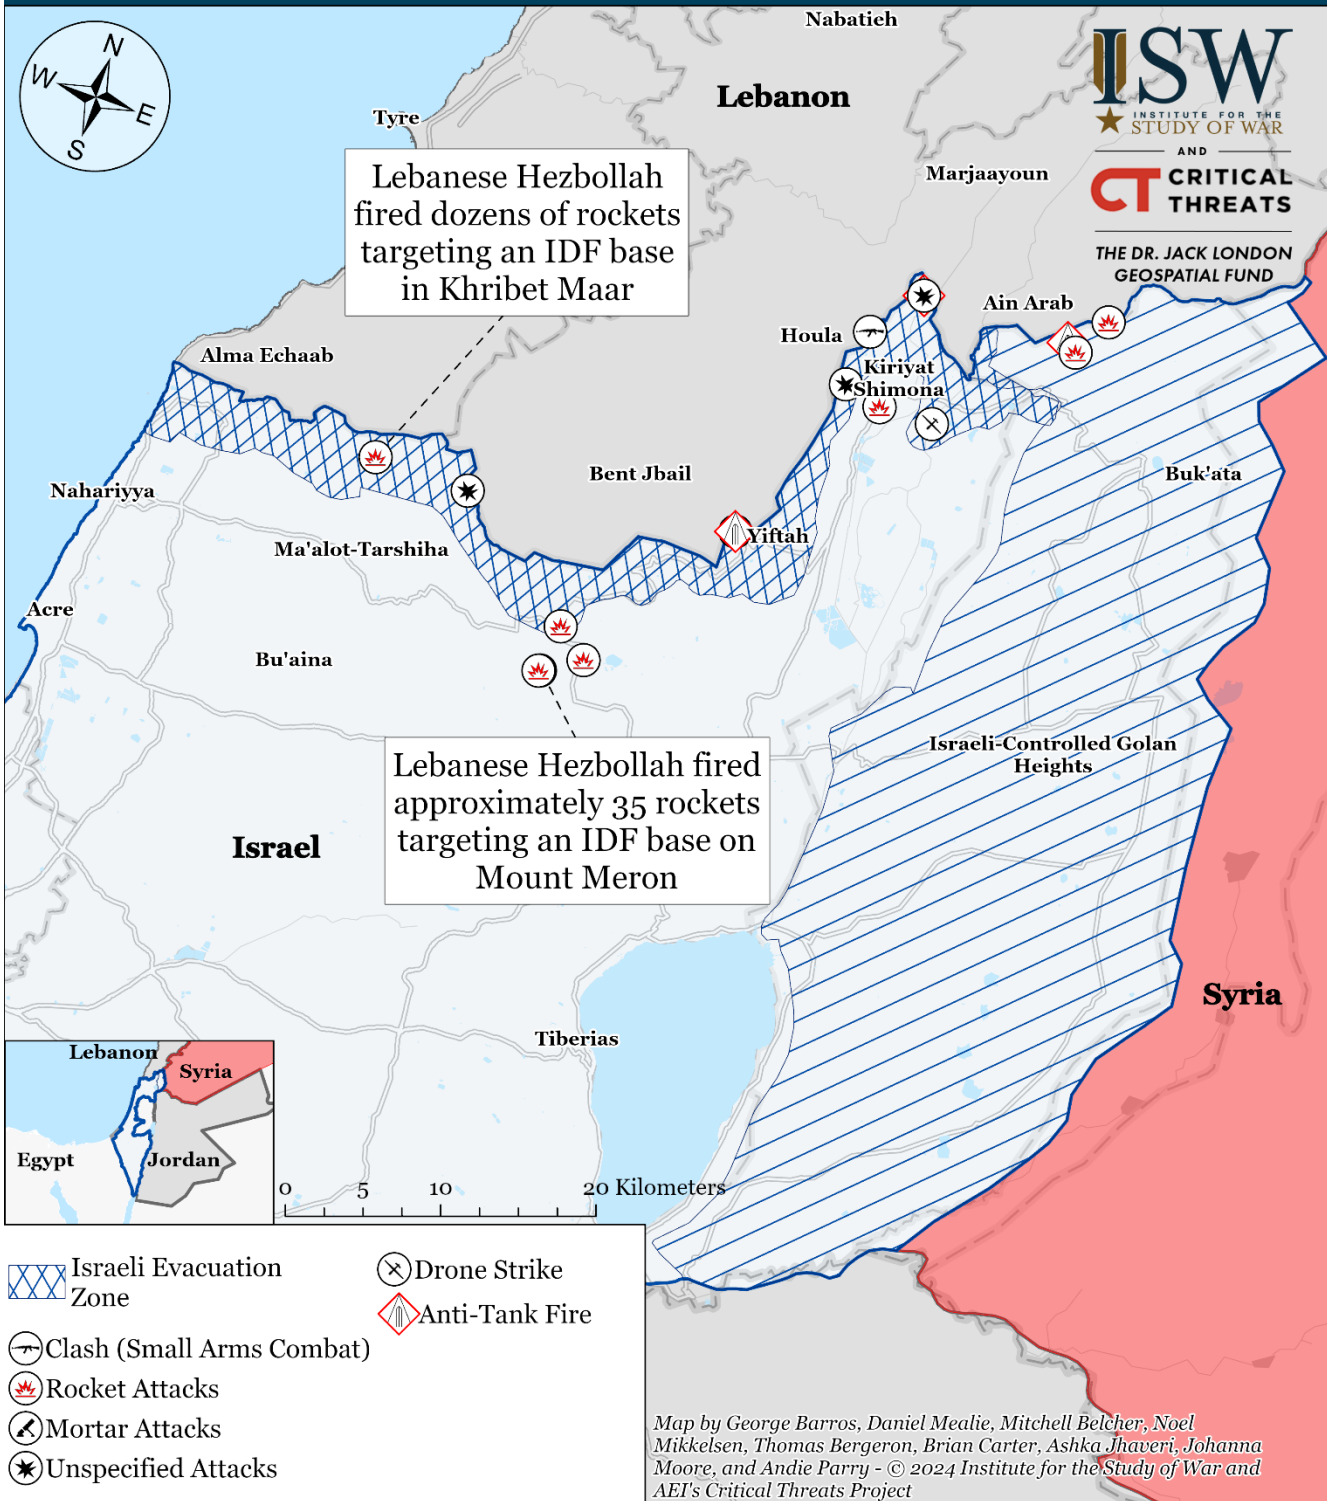 N
W
E
S
Nabatieh
Lebanon
ISW
INSTITUTE FOR THE
STUDY OF WAR
AND
CT CRITICAL
THREATS
THE DR. JACK LONDON
GEOSPATIAL FUND
Tyre
Marjaayoun
Lebanese Hezbollah
fired dozens of rockets
targeting an IDF base
in Khribet Maar
Ain Arab
Houla
Alma Echaab
Kiriyat
Shimona
Bent Jbail
Buk'ata
Nahariyya
Yiftah
Ma'alot-Tarshiha
Acre
Bu'aina
Israeli-Controlled Golan
Heights
Lebanese Hezbollah fired
approximately 35 rockets
targeting an IDF base on
Mount Meron
Israel
Syria
Tiberias
Lebanon
Syria
Egypt
Jordan
0 5 10 20 Kilometers
Israeli Evacuation
Zone
Clash (Small Arms Combat)
Rocket Attacks
Mortar Attacks
Unspecified Attacks
Drone Strike
Anti-Tank Fire
Map by George Barros, Daniel Mealie, Mitchell Belcher, Noel
Mikkelsen, Thomas Bergeron, Brian Carter, Ashka Jhaveri, Johanna
Moore, and Andie Parry - © 2024 Institute for the Study of War and
AEI's Critical Threats Project